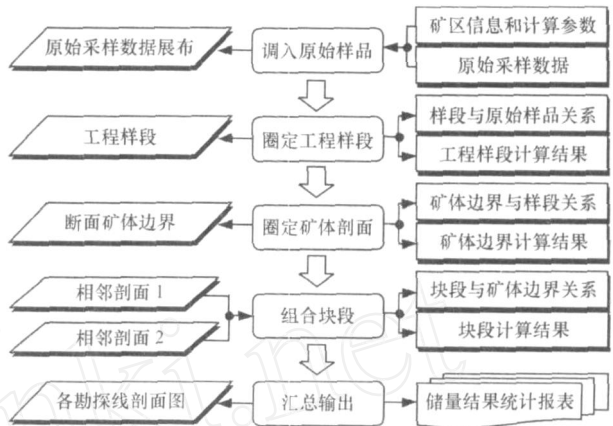 矿区信息和计算参数
原始采样数据展布
调入原始样品
原始采样数据
样段与原始样品关系
工程样段
圈定工程样段
工程样段计算结果
矿体边界与样段关系
断面矿体边界
圈定矿体剖面
矿体边界计算结果
相邻剖面1
块段与矿体边界关系
组合块段
相邻剖面2
块段计算结果
各勘探线剖面图
汇总输出
储量结果统计报表
nki.net